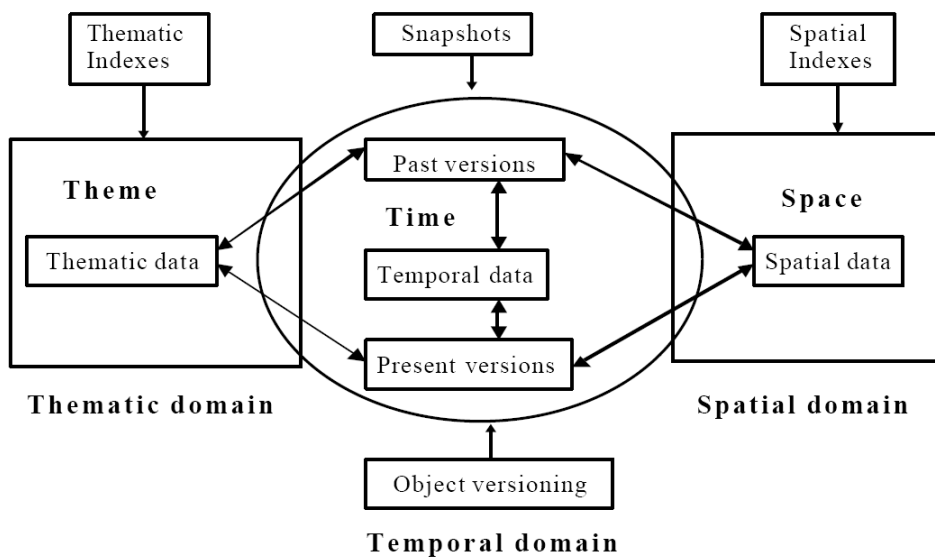 Thematic
Indexes
Snapshots
Spatial
Indexes
Theme
Thematic data
Thematic domain
Past versions
Time
Temporal data
Present versions
Space
Spatial data
Spatial domain
Object versioning
Temporal domain